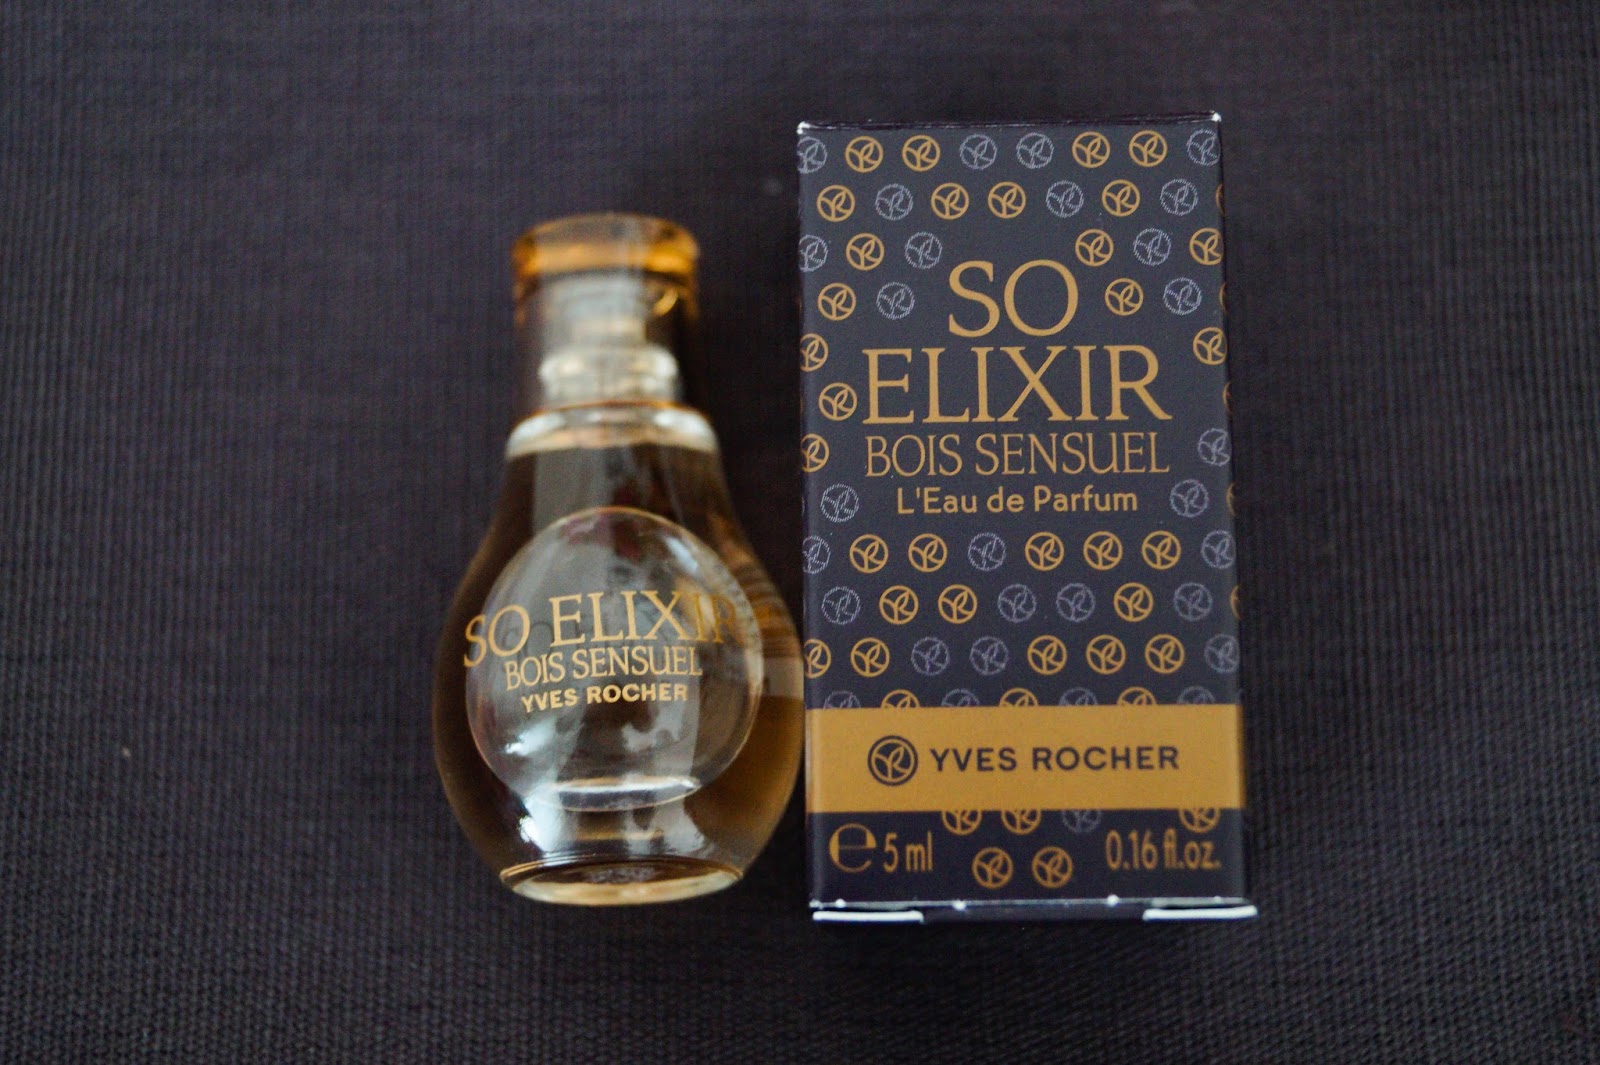 SO ELIXIR
BOIS SENSUEL
YVES ROCHER
SO
ELIXIR
BOIS SENSUEL
L'Eau de Parfum
YVES ROCHER
e 5 ml 0.16 fl.oz.